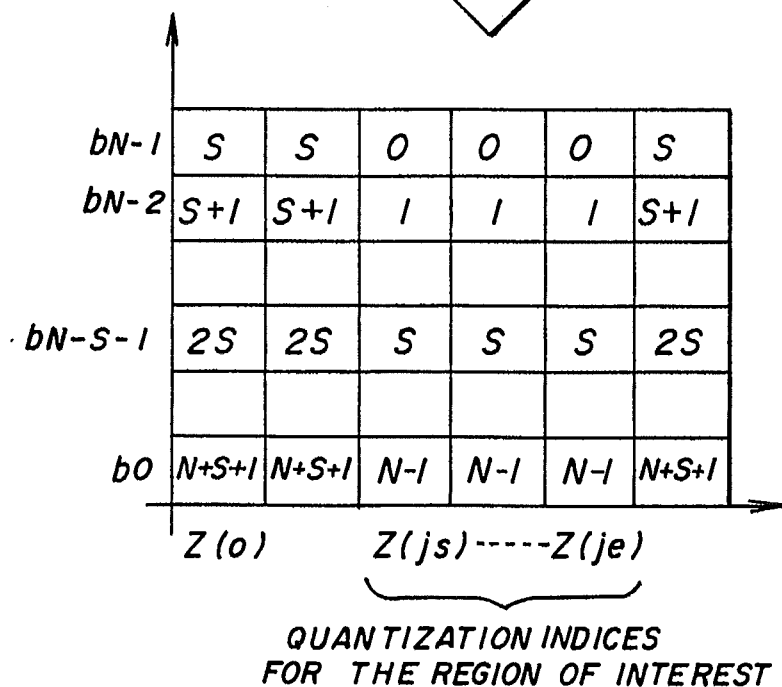 bN-1 S S 0 0 0 S
bN-2 S+1 S+1 1 1 1 S+1
bN-S-1 2S 2S S S S 2S
b0 N+S+1 N+S+1 N-1 N-1 N-1 N+S+1
Z(0) Z(js)-----Z(je)
QUANTIZATION INDICES
FOR THE REGION OF INTEREST